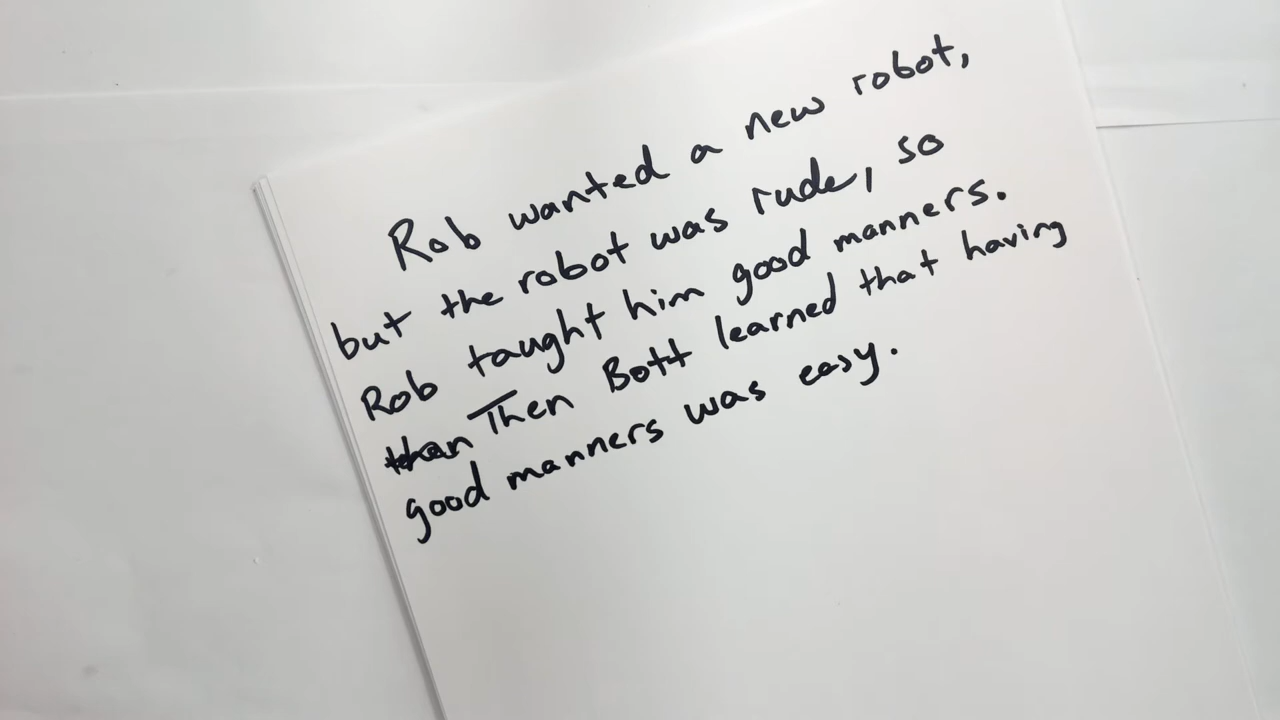 Rob wanted a new robot,
but the robot was rude, so
Rob taught him good manners.
than Then Bott learned that having
good manners was easy.